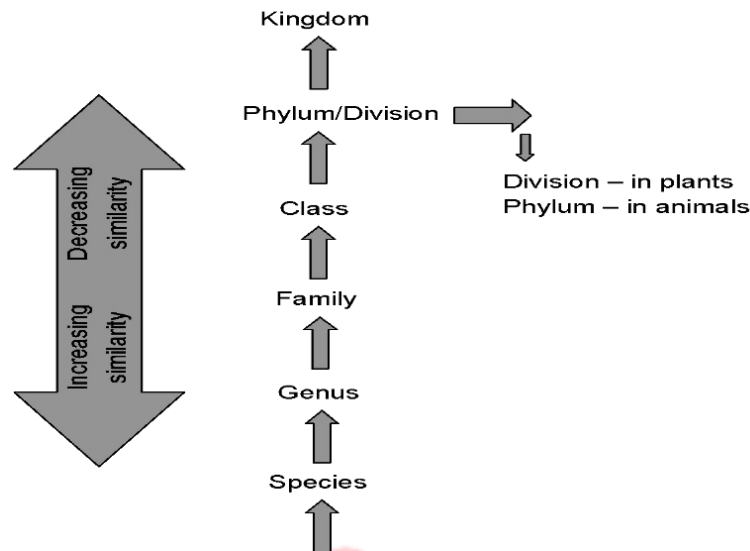 Kingdom
Phylum/Division
Division – in plants
Phylum – in animals
Class
Family
Genus
Species
Decreasing
similarity
Increasing
similarity